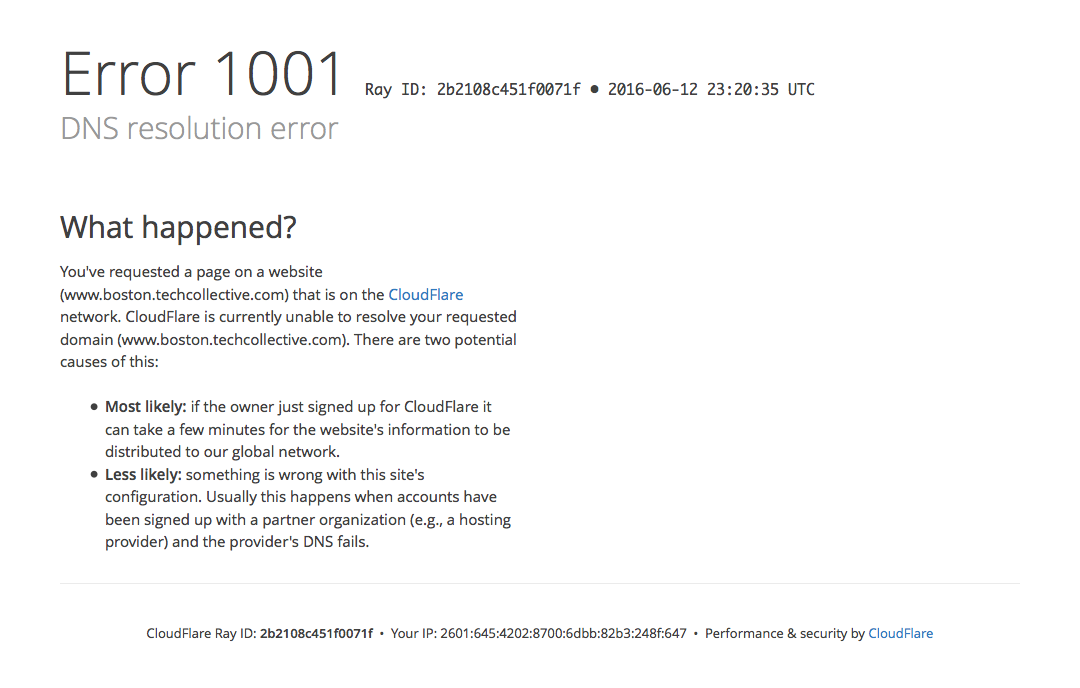 Error 1001 Ray ID: 2b2108c451f0071f • 2016-06-12 23:20:35 UTC
DNS resolution error
What happened?
You've requested a page on a website
(www.boston.techcollective.com) that is on the CloudFlare
network. CloudFlare is currently unable to resolve your requested
domain (www.boston.techcollective.com). There are two potential
causes of this:
• Most likely: if the owner just signed up for CloudFlare it
can take a few minutes for the website's information to be
distributed to our global network.
• Less likely: something is wrong with this site's
configuration. Usually this happens when accounts have
been signed up with a partner organization (e.g., a hosting
provider) and the provider's DNS fails.
CloudFlare Ray ID: 2b2108c451f0071f • Your IP: 2601:645:4202:8700:6dbb:82b3:248f:647 • Performance & security by CloudFlare